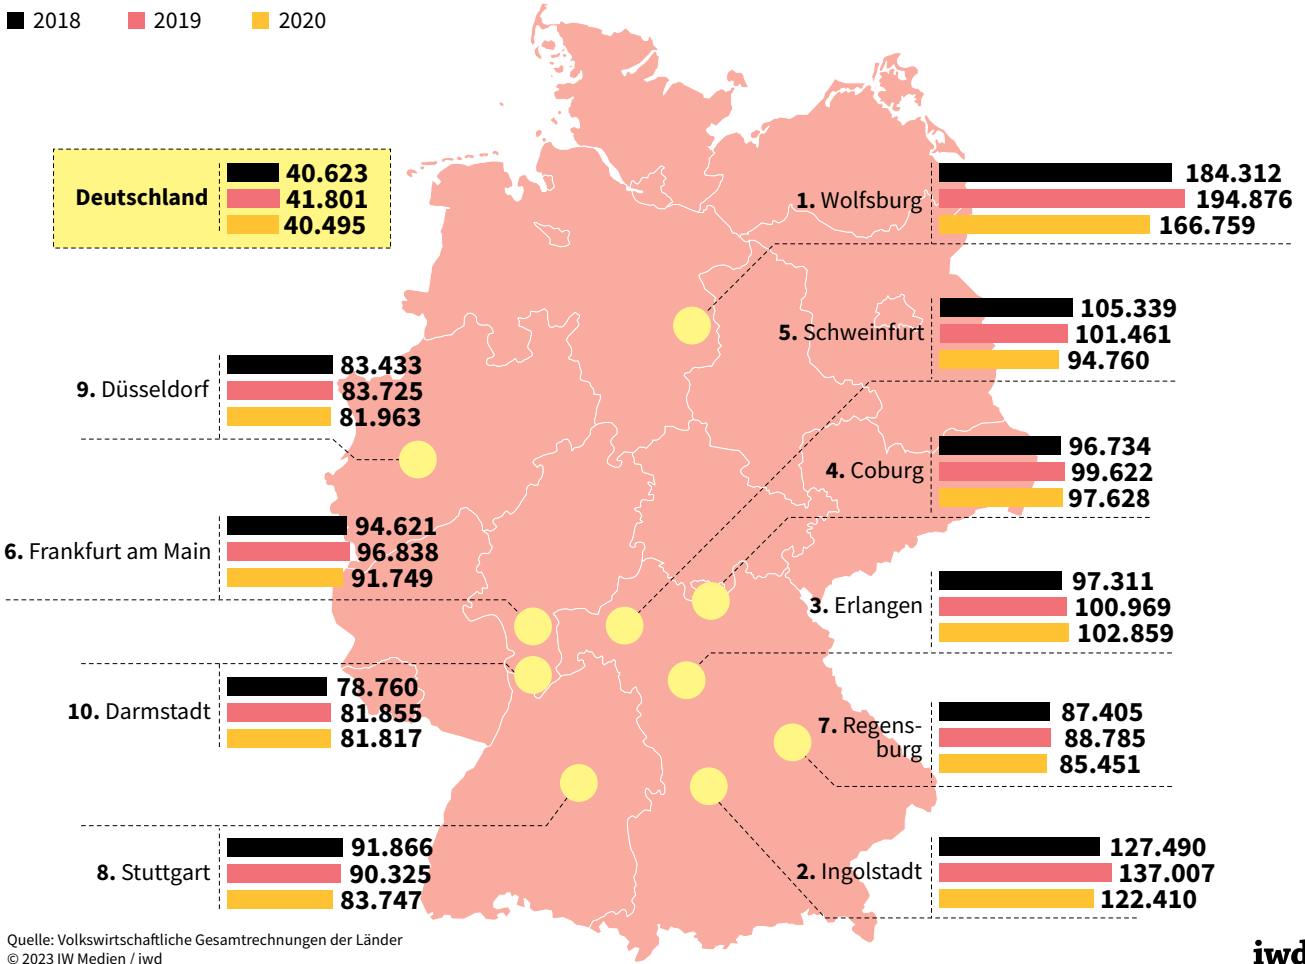 2018 2019 2020
Deutschland
40.623
41.801
40.495
1. Wolfsburg
184.312
194.876
166.759
5. Schweinfurt
105.339
101.461
94.760
9. Düsseldorf
83.433
83.725
81.963
4. Coburg
96.734
99.622
97.628
6. Frankfurt am Main
94.621
96.838
91.749
3. Erlangen
97.311
100.969
102.859
10. Darmstadt
78.760
81.855
81.817
7. Regens-
burg
87.405
88.785
85.451
8. Stuttgart
91.866
90.325
83.747
2. Ingolstadt
127.490
137.007
122.410
Quelle: Volkswirtschaftliche Gesamtrechnungen der Länder
© 2023 IW Medien / iwd
iwd